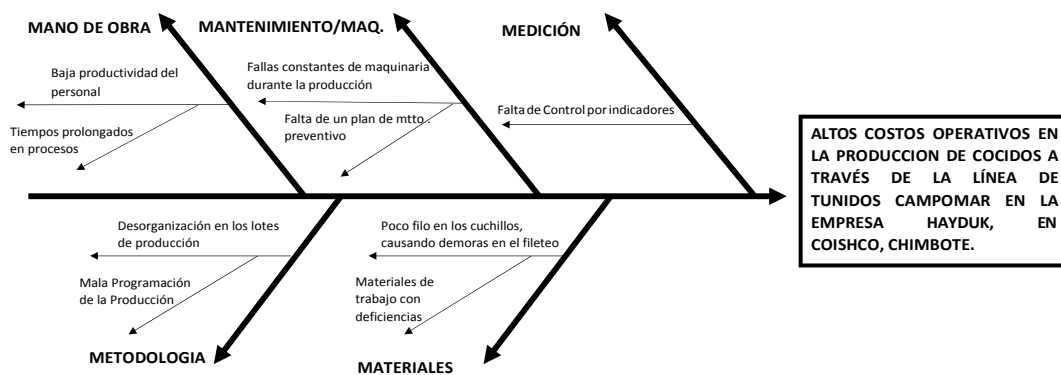 MANO DE OBRA
MANTENIMIENTO/MAQ.
MEDICIÓN
Baja productividad del
personal
Tiempos prolongados
en procesos
Fallas constantes de maquinaria
durante la producción
Falta de un plan de mtto .
preventivo
Falta de Control por indicadores
ALTOS COSTOS OPERATIVOS EN
LA PRODUCCION DE COCIDOS A
TRAVÉS DE LA LÍNEA DE
TUNIDOS CAMPOMAR EN LA
EMPRESA HAYDUK, EN
COISHCO, CHIMBOTE.
Desorganización en los lotes
de producción
Mala Programación
de la Producción
Poco filo en los cuchillos,
causando demoras en el fileteo
Materiales de
trabajo con
deficiencias
METODOLOGIA
MATERIALES